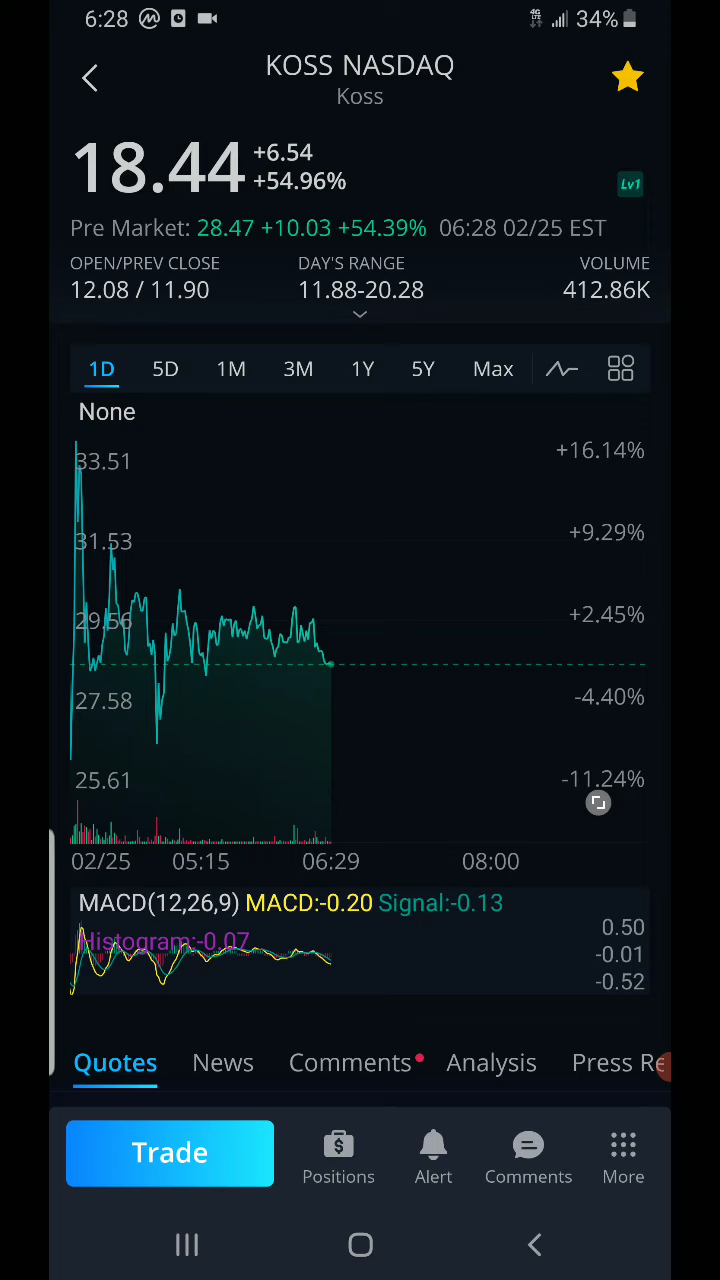 6:28 4G LTE 34%
KOSS NASDAQ
Koss
18.44 +6.54
+54.96%
Lv1
Pre Market: 28.47 +10.03 +54.39% 06:28 02/25 EST
OPEN/PREV CLOSE DAY'S RANGE VOLUME
12.08 / 11.90 11.88-20.28 412.86K
1D 5D 1M 3M 1Y 5Y Max
None
33.51 +16.14%
31.53 +9.29%
29.56 +2.45%
27.58 -4.40%
25.61 -11.24%
02/25 05:15 06:29 08:00
MACD(12,26,9) MACD:-0.20 Signal:-0.13
Histogram:-0.07
0.50
-0.01
-0.52
Quotes News Comments Analysis Press Re
Trade Positions Alert Comments More